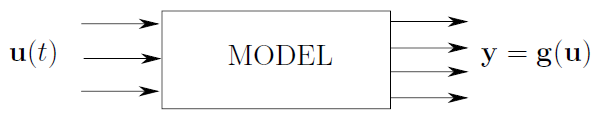 u(t) MODEL y = g(u)